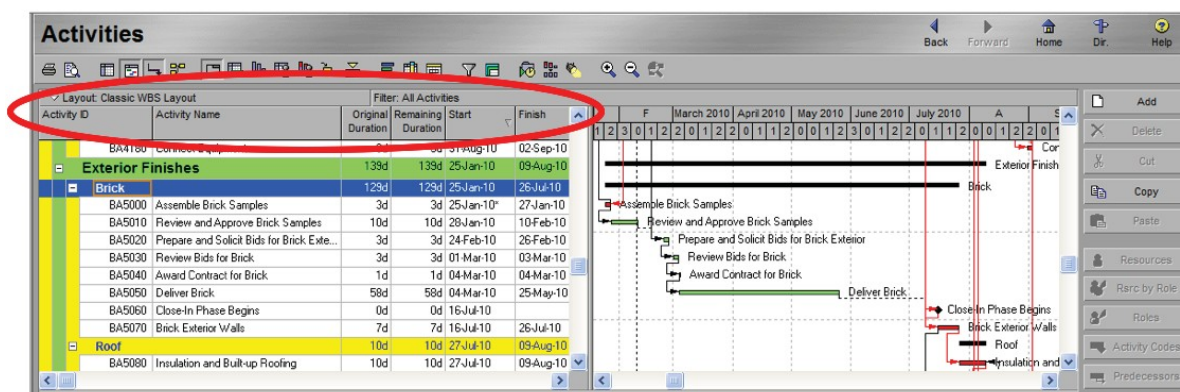 Activities
Back Forward Home Dir. Help
Layout: Classic WBS Layout Filter: All Activities
Activity ID Activity Name Original Duration Remaining Duration Start Finish
F March 2010 April 2010 May 2010 June 2010 July 2010 A S
02-Sep-10
Exterior Finishes 139d 139d 25-Jan-10 09-Aug-10 Exterior Finish
Brick 129d 129d 25-Jan-10 26-Jul-10 Brick
BA5000 Assemble Brick Samples 3d 3d 25-Jan-10* 27-Jan-10 Assemble Brick Samples
BA5010 Review and Approve Brick Samples 10d 10d 28-Jan-10 10-Feb-10 Review and Approve Brick Samples
BA5020 Prepare and Solicit Bids for Brick Exte... 3d 3d 24-Feb-10 26-Feb-10 Prepare and Solicit Bids for Brick Exterior
BA5030 Review Bids for Brick 3d 3d 01-Mar-10 03-Mar-10 Review Bids for Brick
BA5040 Award Contract for Brick 1d 1d 04-Mar-10 04-Mar-10 Award Contract for Brick
BA5050 Deliver Brick 58d 58d 04-Mar-10 25-May-10 Deliver Brick
BA5060 Close-In Phase Begins 0d 0d 16-Jul-10 Close-In Phase Begins
BA5070 Brick Exterior Walls 7d 7d 16-Jul-10 26-Jul-10 Brick Exterior Walls
Roof 10d 10d 27-Jul-10 09-Aug-10 Roof
BA5080 Insulation and Built-up Roofing 10d 10d 27-Jul-10 09-Aug-10 Insulation and
Add
Delete
Cut
Copy
Paste
Resources
Rsrc by Role
Roles
Activity Codes
Predecessors